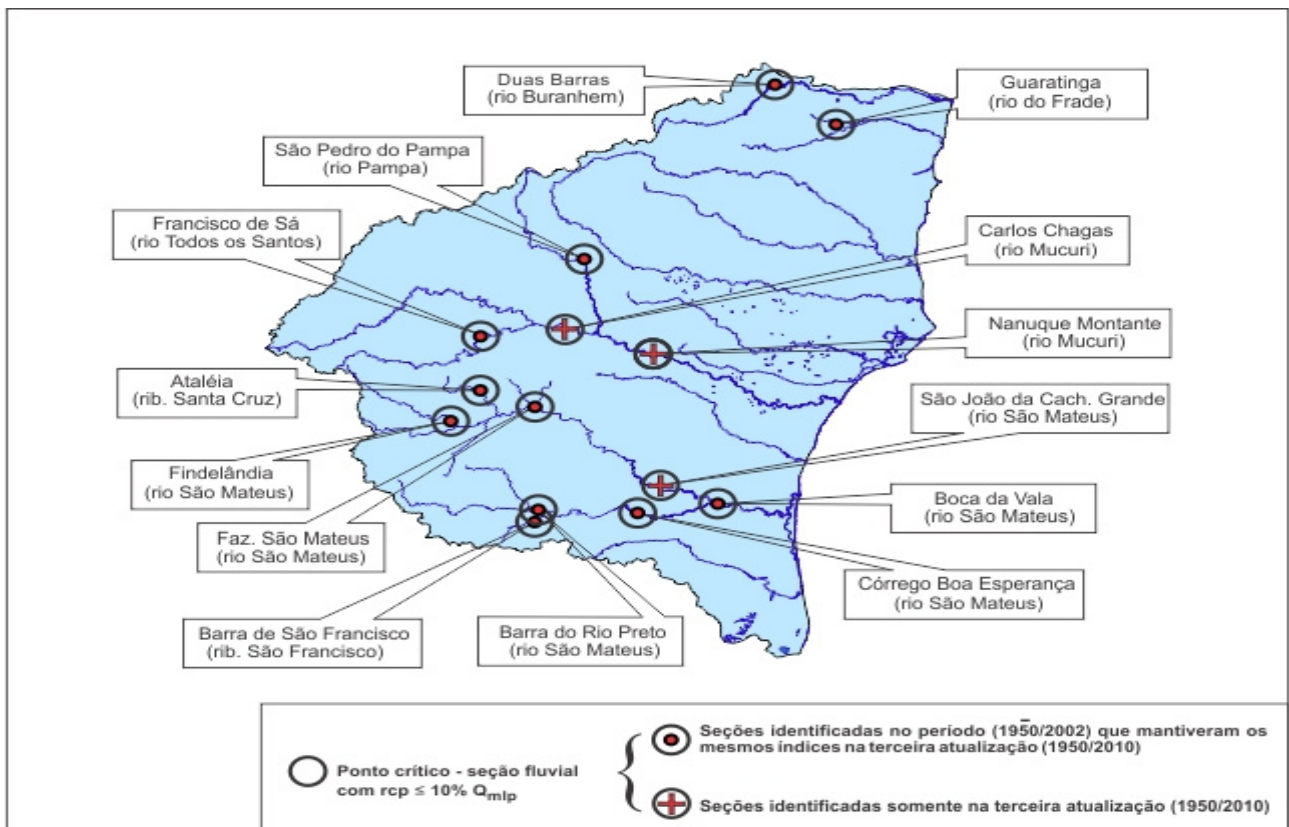 Duas Barras
(rio Buranhem)
Guaratinga
(rio do Frade)
São Pedro do Pampa
(rio Pampa)
Francisco de Sá
(rio Todos os Santos)
Carlos Chagas
(rio Mucuri)
Nanuque Montante
(rio Mucuri)
Ataléia
(rib. Santa Cruz)
São João da Cach. Grande
(rio São Mateus)
Findelândia
(rio São Mateus)
Boca da Vala
(rio São Mateus)
Faz. São Mateus
(rio São Mateus)
Córrego Boa Esperança
(rio São Mateus)
Barra de São Francisco
(rib. São Francisco)
Barra do Rio Preto
(rio São Mateus)
Ponto crítico - seção fluvial
com rcp ≤ 10% Qmlp
Seções identificadas no período (1950/2002) que mantiveram os
mesmos índices na terceira atualização (1950/2010)
Seções identificadas somente na terceira atualização (1950/2010)